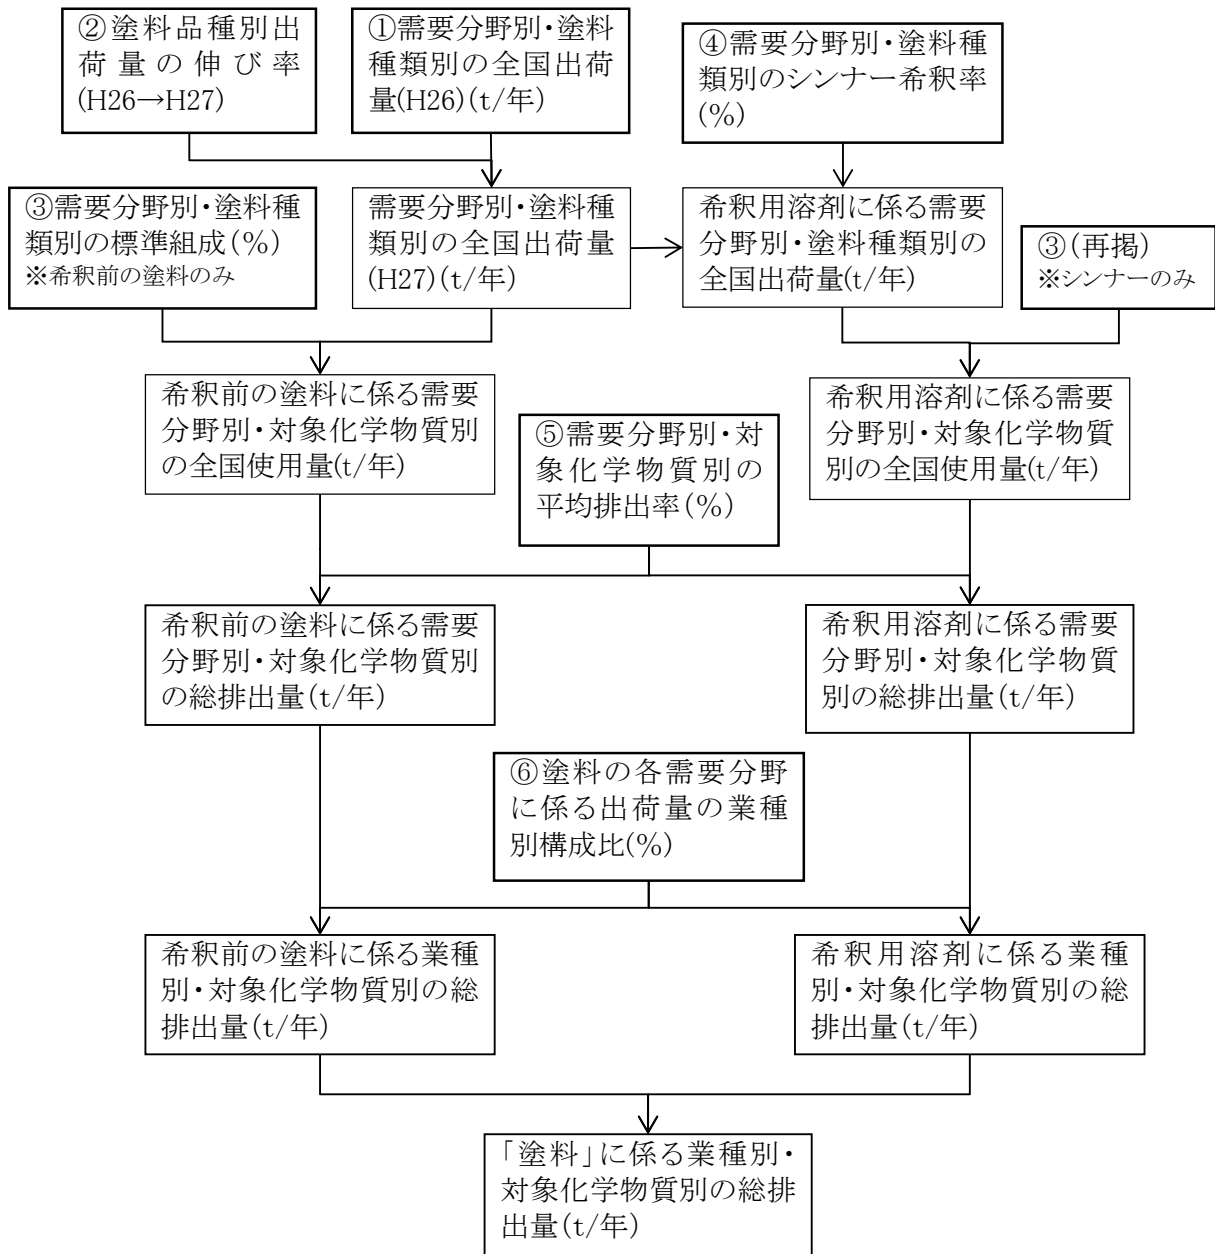 ②塗料品種別出
荷量の伸び率
(H26→H27)
①需要分野別・塗料
種類別の全国出荷
量(H26)(t/年)
④需要分野別・塗料種
類別のシンナー希釈率
(%)
③需要分野別・塗料種
類別の標準組成(%)
※希釈前の塗料のみ
需要分野別・塗料種
類別の全国出荷量
(H27)(t/年)
希釈用溶剤に係る需要
分野別・塗料種類別の
全国出荷量(t/年)
③(再掲)
※シンナーのみ
希釈前の塗料に係る需要
分野別・対象化学物質別
の全国使用量(t/年)
⑤需要分野別・対
象化学物質別の
平均排出率(%)
希釈用溶剤に係る需要
分野別・対象化学物質
別の全国使用量(t/年)
希釈前の塗料に係る需要
分野別・対象化学物質別
の総排出量(t/年)
希釈用溶剤に係る需要
分野別・対象化学物質
別の総排出量(t/年)
⑥塗料の各需要分野
に係る出荷量の業種
別構成比(%)
希釈前の塗料に係る業種
別・対象化学物質別の総
排出量(t/年)
希釈用溶剤に係る業種
別・対象化学物質別の総
排出量(t/年)
「塗料」に係る業種別・
対象化学物質別の総排
出量(t/年)